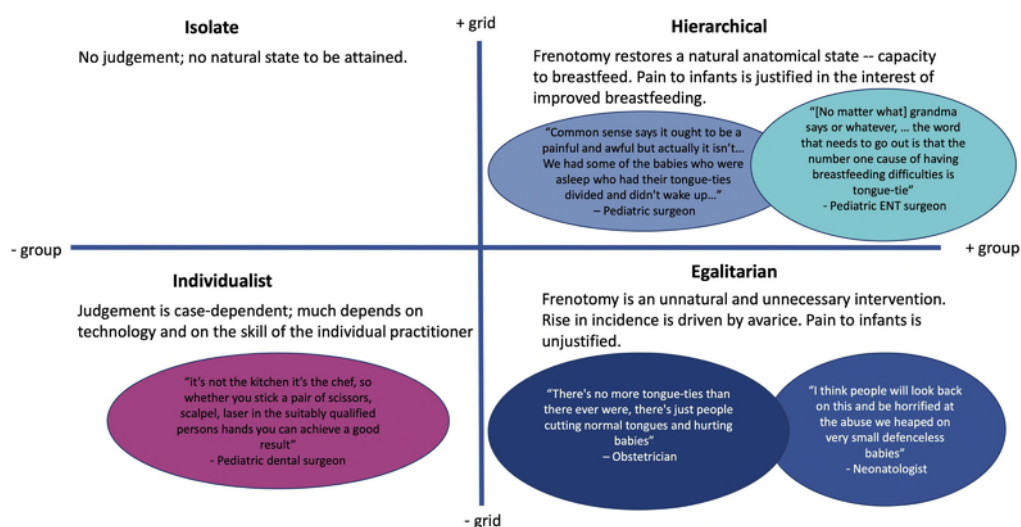 Isolate
No judgement; no natural state to be attained.
+ grid
Hierarchical
Frenotomy restores a natural anatomical state -- capacity
to breastfeed. Pain to infants is justified in the interest of
improved breastfeeding.
“Common sense says it ought to be a
painful and awful but actually it isn't...
We had some of the babies who were
asleep who had their tongue-ties
divided and didn't wake up...”
– Pediatric surgeon
“[No matter what] grandma
says or whatever, ... the word
that needs to go out is that the
number one cause of having
breastfeeding difficulties is
tongue-tie”
- Pediatric ENT surgeon
- group
+ group
Individualist
Judgement is case-dependent; much depends on
technology and on the skill of the individual practitioner
“it's not the kitchen it's the chef, so
whether you stick a pair of scissors,
scalpel, laser in the suitably qualified
persons hands you can achieve a good
result”
- Pediatric dental surgeon
Egalitarian
Frenotomy is an unnatural and unnecessary intervention.
Rise in incidence is driven by avarice. Pain to infants is
unjustified.
“There's no more tongue-ties than
there ever were, there's just people
cutting normal tongues and hurting
babies”
– Obstetrician
“I think people will look back
on this and be horrified at
the abuse we heaped on
very small defenceless
babies”
- Neonatologist
- grid